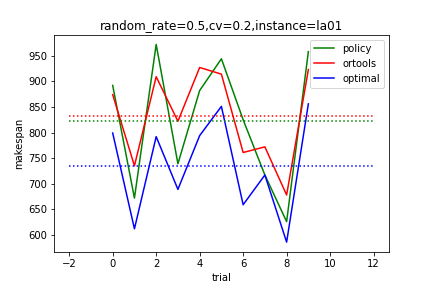 random_rate=0.5,cv=0.2,instance=la01
policy
ortools
optimal
makespan
950
900
850
800
750
700
650
600
−2
0
2
4
6
8
10
12
trial